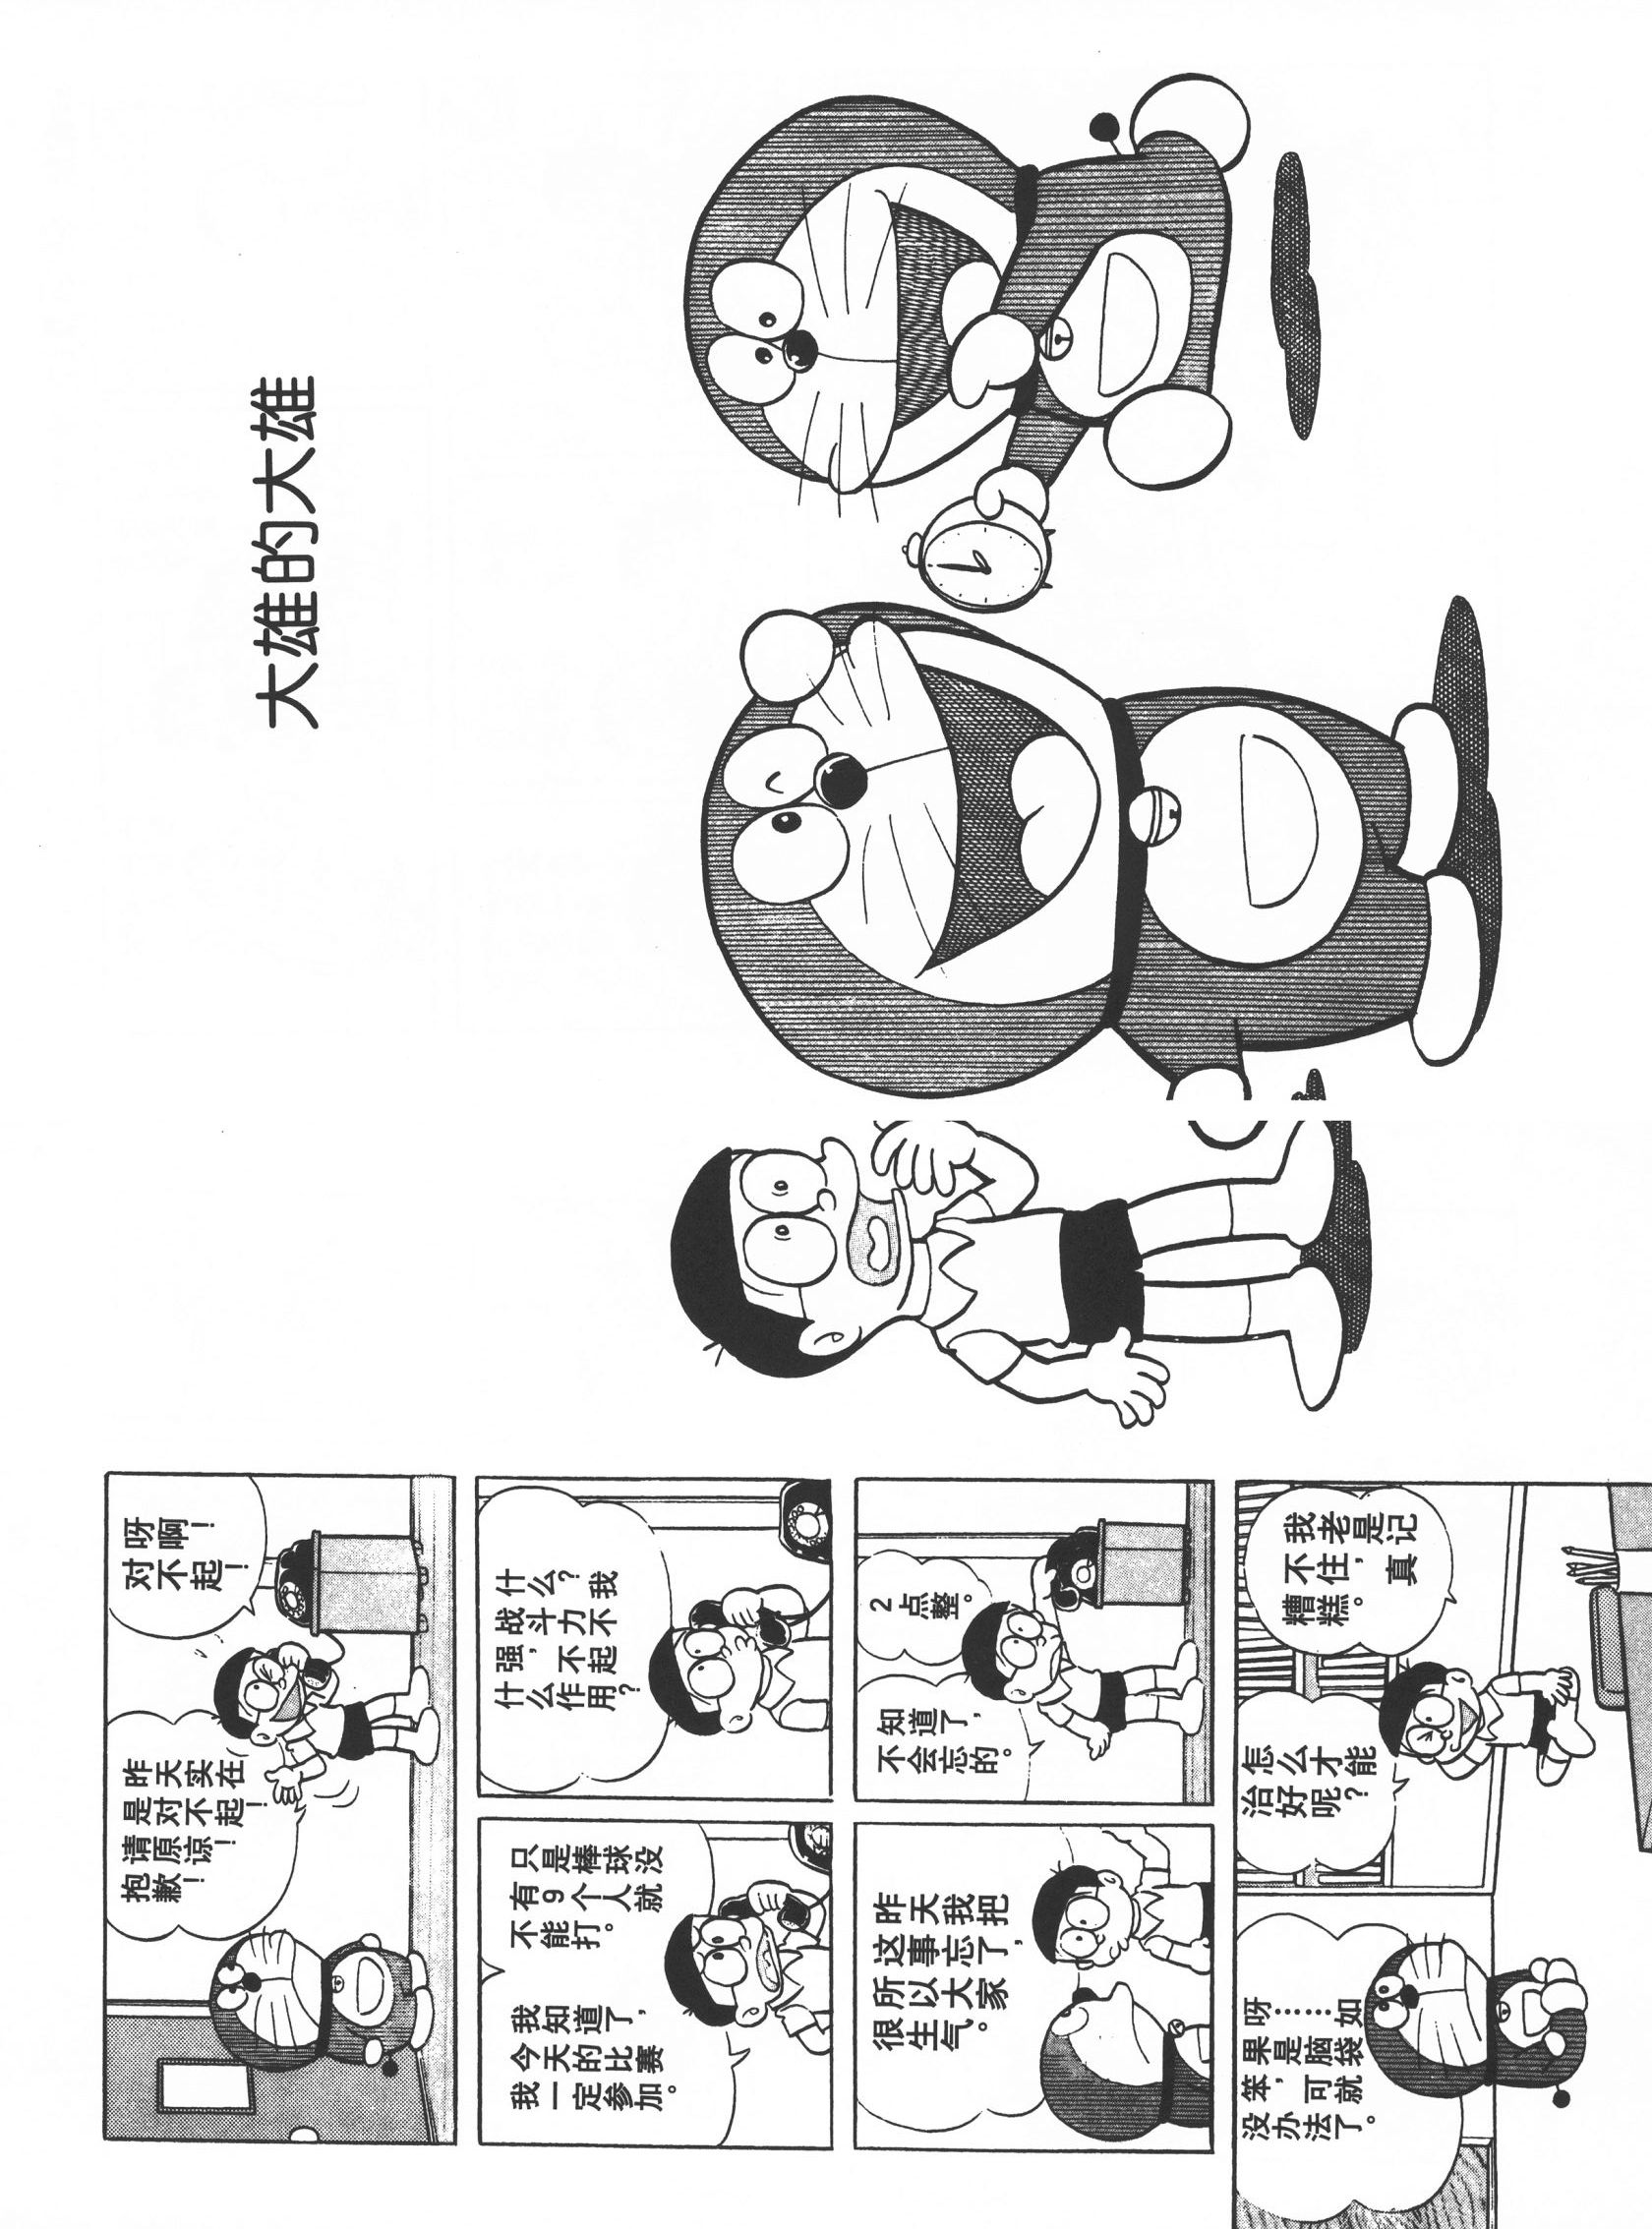 大雄的大雄
呀啊！
对不起！
昨天实在
是对不起！
请原谅！
抱歉！
什么？我
战斗力不
强，不起
什么作用？
只是棒球没
有9个人就
不能打。
我知道了，
今天的比赛
我一定参加。
2点整。
知道了，
不会忘的。
昨天我把
这事忘了，
所以大家
很生气。
我老是记
不住，真
糟糕。
怎么才能
治好呢？
呀……如
果是脑袋
笨，可就
没办法了。